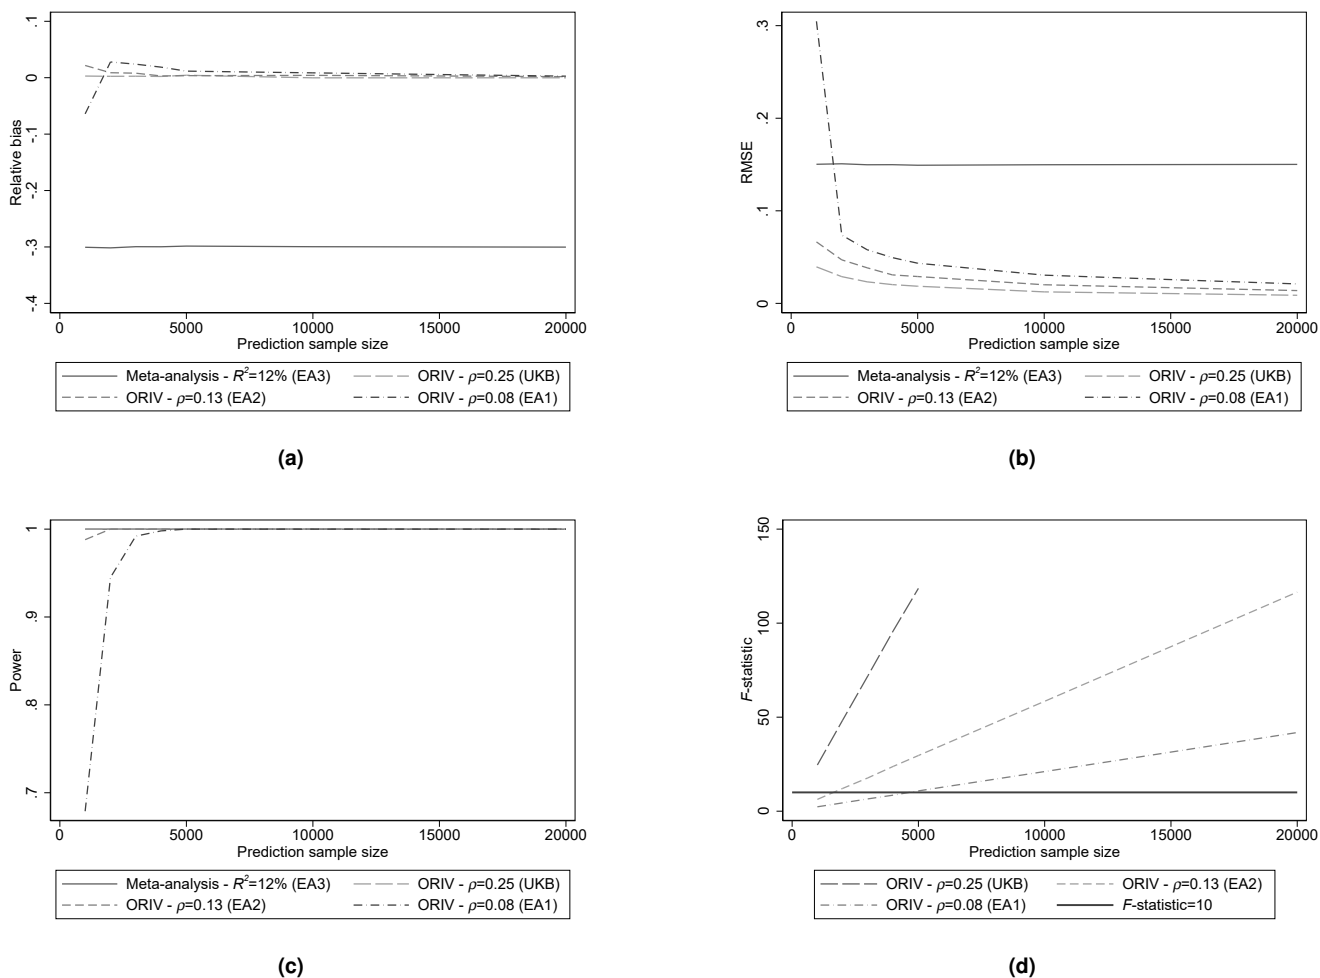 .1
0
-.1
-.2
-.3
-.4
Relative bias
0 5000 10000 15000 20000
Prediction sample size
Meta-analysis - R²=12% (EA3) ORIV - ρ=0.25 (UKB)
ORIV - ρ=0.13 (EA2) ORIV - ρ=0.08 (EA1)
(a)
.3
.2
.1
0
RMSE
0 5000 10000 15000 20000
Prediction sample size
Meta-analysis - R²=12% (EA3) ORIV - ρ=0.25 (UKB)
ORIV - ρ=0.13 (EA2) ORIV - ρ=0.08 (EA1)
(b)
1
.9
.8
.7
Power
0 5000 10000 15000 20000
Prediction sample size
Meta-analysis - R²=12% (EA3) ORIV - ρ=0.25 (UKB)
ORIV - ρ=0.13 (EA2) ORIV - ρ=0.08 (EA1)
(c)
150
100
50
0
F-statistic
0 5000 10000 15000 20000
Prediction sample size
ORIV - ρ=0.25 (UKB) ORIV - ρ=0.13 (EA2)
ORIV - ρ=0.08 (EA1) F-statistic=10
(d)